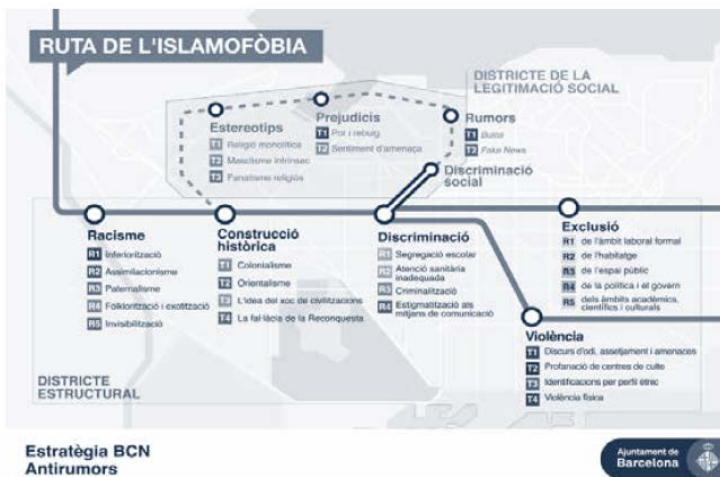 RUTA DE L'ISLAMOFÒBIA
DISTRICTE DE LA
LEGITIMACIÓ SOCIAL
Estereotips
T1 Religió monolítica
T2 Masclisme intrínsec
T3 Fanatisme religiós
Prejudicis
T1 Por i rebuig
T2 Sentiment d'amenaça
Rumors
T1 Bulos
T2 Fake News
Discriminació
social
Racisme
R1 Inferiorització
R2 Assimilacionisme
R3 Paternalisme
R4 Folklorització i exotització
R5 Invisibilització
Construcció
històrica
T1 Colonialisme
T2 Orientalisme
T3 L'idea del xoc de civilitzacions
T4 La fal·làcia de la Reconquesta
Discriminació
R1 Segregació escolar
R2 Atenció sanitària
inadequada
R3 Criminalització
R4 Estigmatització als
mitjans de comunicació
Exclusió
R1 de l'àmbit laboral formal
R2 de l'habitatge
R3 de l'espai públic
R4 de la política i el govern
R5 dels àmbits acadèmics,
científics i culturals
Violència
T1 Discurs d'odi, assetjament i amenaces
T2 Profanació de centres de culte
T3 Identificacions per perfil ètnic
T4 Violència física
DISTRICTE
ESTRUCTURAL
Estratègia BCN
Antirumors
Ajuntament de
Barcelona